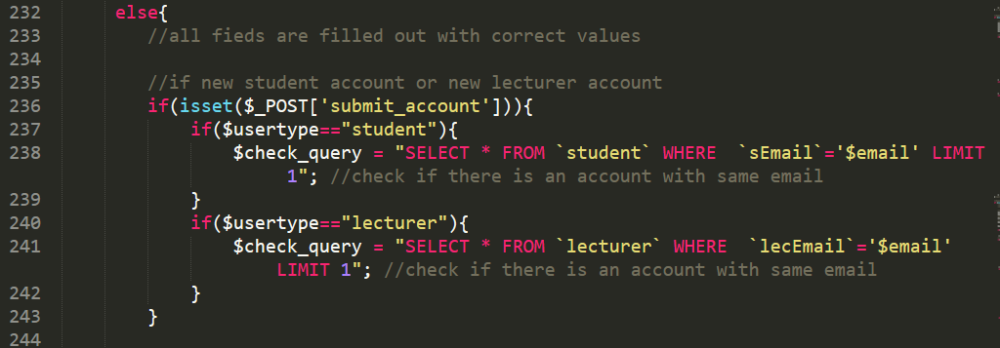 232 else{
233 //all fieds are filled out with correct values
234
235 //if new student account or new lecturer account
236 if(isset($_POST['submit_account'])){
237 if($usertype=="student"){
238 $check_query = "SELECT * FROM `student` WHERE  `sEmail`='$email' LIMIT
1"; //check if there is an account with same email
239 }
240 if($usertype=="lecturer"){
241 $check_query = "SELECT * FROM `lecturer` WHERE  `lecEmail`='$email'
LIMIT 1"; //check if there is an account with same email
242 }
243 }
244